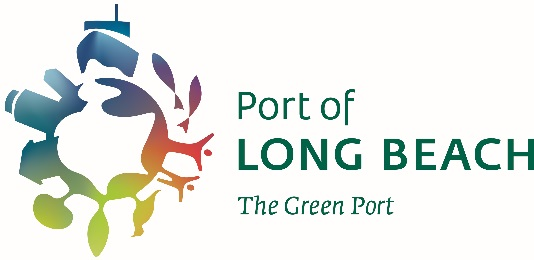 Port of
LONG BEACH
The Green Port